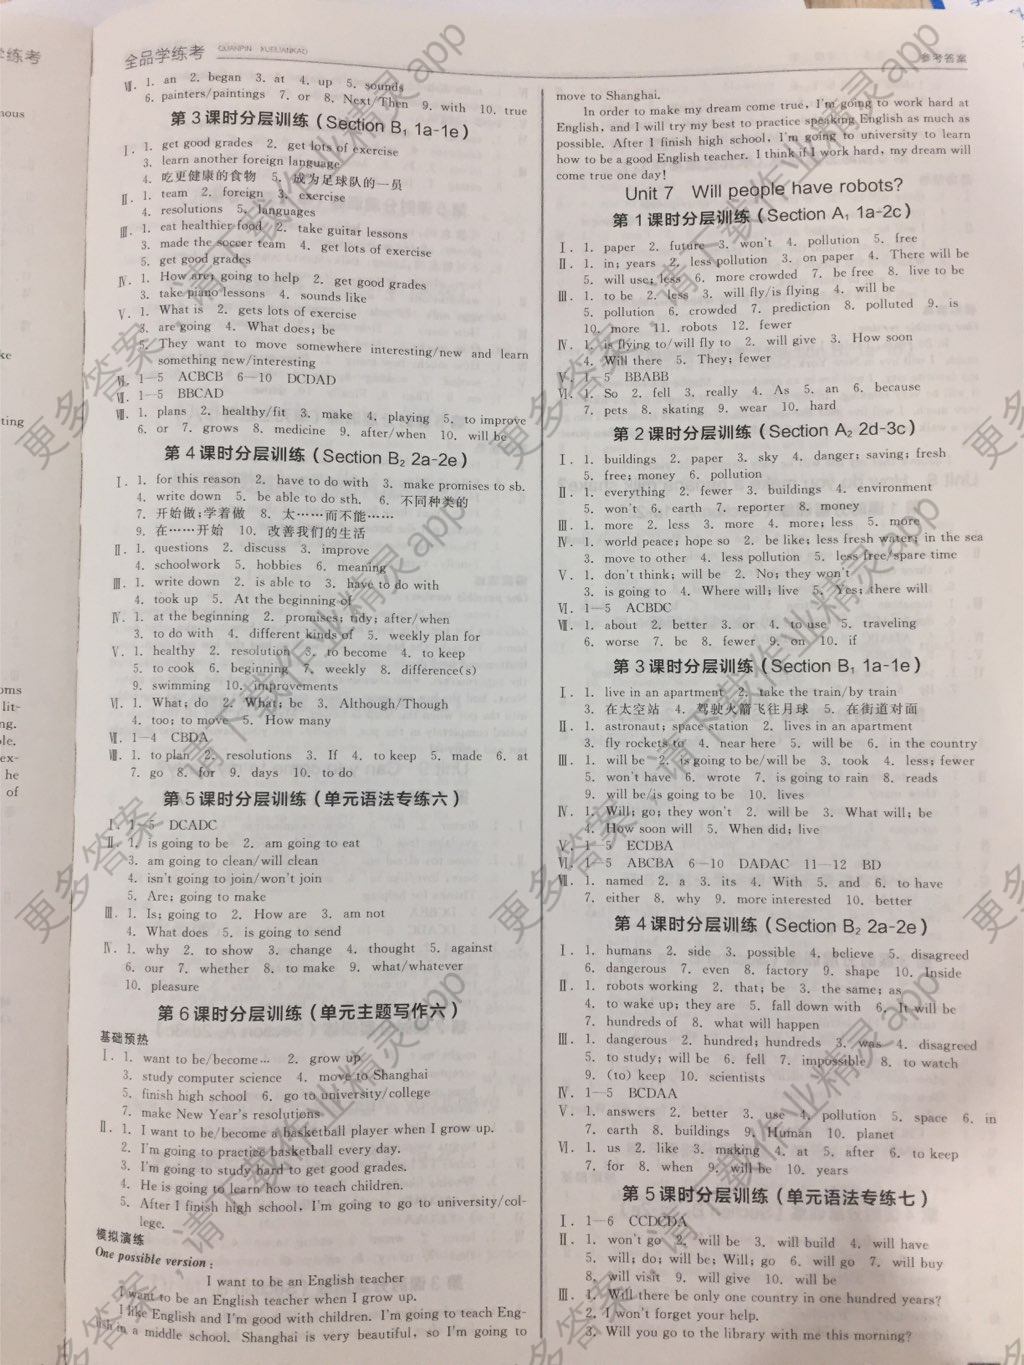 全品学练考 QUANPIN XUELIANKAO
Ⅶ. 1. an 2. began 3. at 4. up 5. sounds
6. painters/paintings 7. or 8. Next/Then 9. with 10. true
第3课时分层训练(Section B₁ 1a-1e)
Ⅰ. 1. get good grades 2. get lots of exercise
3. learn another foreign language
4. 吃更健康的食物 5. 成为足球队的一员
Ⅱ. 1. team 2. foreign 3. exercise
4. resolutions 5. languages
Ⅲ. 1. eat healthier food 2. take guitar lessons
3. made the soccer team 4. get lots of exercise
5. get good grades
Ⅳ. 1. How are; going to help 2. get good grades
3. take piano lessons 4. sounds like
Ⅴ. 1. What is 2. gets lots of exercise
3. are going 4. What does; be
5. They want to move somewhere interesting/new and learn
something new/interesting
Ⅵ. 1—5 ACBCB 6—10 DCDAD
Ⅶ. 1—5 BBCAD
Ⅷ. 1. plans 2. healthy/fit 3. make 4. playing 5. to improve
6. or 7. grows 8. medicine 9. after/when 10. will be
第4课时分层训练(Section B₂ 2a-2e)
Ⅰ. 1. for this reason 2. have to do with 3. make promises to sb.
4. write down 5. be able to do sth. 6. 不同种类的
7. 开始做;学着做 8. 太……而不能……
9. 在……开始 10. 改善我们的生活
Ⅱ. 1. questions 2. discuss 3. improve
4. schoolwork 5. hobbies 6. meaning
Ⅲ. 1. write down 2. is able to 3. have to do with
4. took up 5. At the beginning of
Ⅳ. 1. at the beginning 2. promises; tidy; after/when
3. to do with 4. different kinds of 5. weekly plan for
Ⅴ. 1. healthy 2. resolution 3. to become 4. to keep
5. to cook 6. beginning 7. weekly 8. difference(s)
9. swimming 10. improvements
Ⅵ. 1. What; do 2. What; be 3. Although/Though
4. too; to move 5. How many
Ⅶ. 1—4 CBDA
Ⅷ. 1. to plan 2. resolutions 3. If 4. to keep 5. made 6. at
7. go 8. for 9. days 10. to do
第5课时分层训练(单元语法专练六)
Ⅰ. 1—5 DCADC
Ⅱ. 1. is going to be 2. am going to eat
3. am going to clean/will clean
4. isn't going to join/won't join
5. Are; going to make
Ⅲ. 1. Is; going to 2. How are 3. am not
4. What does 5. is going to send
Ⅳ. 1. why 2. to show 3. change 4. thought 5. against
6. our 7. whether 8. to make 9. what/whatever
10. pleasure
第6课时分层训练(单元主题写作六)
基础预热
Ⅰ. 1. want to be/become… 2. grow up
3. study computer science 4. move to Shanghai
5. finish high school 6. go to university/college
7. make New Year's resolutions
Ⅱ. 1. I want to be/become a basketball player when I grow up.
2. I'm going to practice basketball every day.
3. I'm going to study hard to get good grades.
4. He is going to learn how to teach children.
5. After I finish high school, I'm going to go to university/col-
lege.
模拟演练
One possible version:
I want to be an English teacher
I want to be an English teacher when I grow up.
I like English and I'm good with children. I'm going to teach Eng-
lish in a middle school. Shanghai is very beautiful, so I'm going to
参考答案
move to Shanghai.
In order to make my dream come true, I'm going to work hard at
English, and I will try my best to practice speaking English as much as
possible. After I finish high school, I'm going to university to learn
how to be a good English teacher. I think if I work hard, my dream will
come true one day!
Unit 7 Will people have robots?
第1课时分层训练(Section A₁ 1a-2c)
Ⅰ. 1. paper 2. future 3. won't 4. pollution 5. free
Ⅱ. 1. in; years 2. less pollution 3. on paper 4. There will be
5. will use; less 6. more crowded 7. be free 8. live to be
Ⅲ. 1. to be 2. less 3. will fly/is flying 4. will be
5. pollution 6. crowded 7. prediction 8. polluted 9. is
10. more 11. robots 12. fewer
Ⅳ. 1. is flying to/will fly to 2. will give 3. How soon
4. Will there 5. They; fewer
Ⅴ. 1—5 BBABB
Ⅵ. 1. So 2. fell 3. really 4. As 5. an 6. because
7. pets 8. skating 9. wear 10. hard
第2课时分层训练(Section A₂ 2d-3c)
Ⅰ. 1. buildings 2. paper 3. sky 4. danger; saving; fresh
5. free; money 6. pollution
Ⅱ. 1. everything 2. fewer 3. buildings 4. environment
5. won't 6. earth 7. reporter 8. money
Ⅲ. 1. more 2. less 3. more 4. more; less 5. more
Ⅳ. 1. world peace; hope so 2. be like; less fresh water; in the sea
3. move to other 4. less pollution 5. less free/spare time
Ⅴ. 1. don't think; will be 2. No; they won't
3. is going to 4. Where will; live 5. Yes; there will
Ⅵ. 1—5 ACBDC
Ⅶ. 1. about 2. better 3. or 4. to use 5. traveling
6. worse 7. be 8. fewer 9. on 10. if
第3课时分层训练(Section B₁ 1a-1e)
Ⅰ. 1. live in an apartment 2. take the train/by train
3. 在太空站 4. 驾驶火箭飞往月球 5. 在街道对面
Ⅱ. 1. astronaut; space station 2. lives in an apartment
3. fly rockets to 4. near here 5. will be 6. in the country
Ⅲ. 1. will be 2. is going to be/will be 3. took 4. less; fewer
5. won't have 6. wrote 7. is going to rain 8. reads
9. will be/is going to be 10. lives
Ⅳ. 1. Will; go; they won't 2. will be 3. What will; be
4. How soon will 5. When did; live
Ⅴ. 1—5 ECDBA
Ⅵ. 1—5 ABCBA 6—10 DADAC 11—12 BD
Ⅶ. 1. named 2. a 3. its 4. With 5. and 6. to have
7. either 8. why 9. more interested 10. better
第4课时分层训练(Section B₂ 2a-2e)
Ⅰ. 1. humans 2. side 3. possible 4. believe 5. disagreed
6. dangerous 7. even 8. factory 9. shape 10. Inside
Ⅱ. 1. robots working 2. that; be 3. the same; as
4. to wake up; they are 5. fall down with 6. It will be
7. hundreds of 8. what will happen
Ⅲ. 1. dangerous 2. hundred; hundreds 3. was 4. disagreed
5. to study; will be 6. fell 7. impossible 8. to watch
9. (to) keep 10. scientists
Ⅳ. 1—5 BCDAA
Ⅴ. 1. answers 2. better 3. use 4. pollution 5. space 6. in
7. earth 8. buildings 9. Human 10. planet
Ⅵ. 1. us 2. like 3. making 4. at 5. after 6. to keep
7. for 8. when 9. will be 10. years
第5课时分层训练(单元语法专练七)
Ⅰ. 1—6 CCDCDA
Ⅱ. 1. won't go 2. will be 3. will build 4. will have
5. will; do; will be; Will; go 6. will go 7. will buy
8. will visit 9. will give 10. will be
Ⅲ. 1. Will there be only one country in one hundred years?
2. I won't forget your help.
3. Will you go to the library with me this morning?
更多答案,请下载作业精灵app